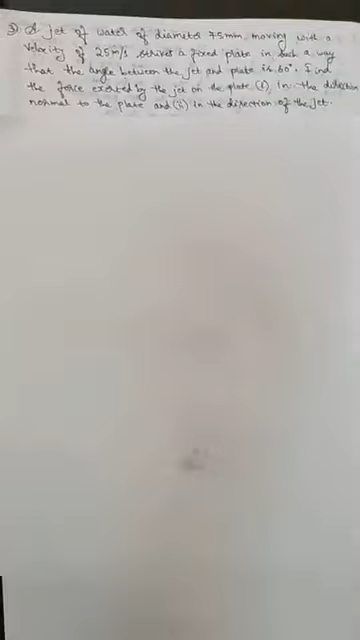 3) A jet of water of diameter 75mm moving with a
velocity of 25m/s strikes a fixed plate in such a way
that the angle between the jet and plate is 60°. Find
the force exerted by the jet on the plate (i) in the direction
normal to the plate and (ii) in the direction of the jet.